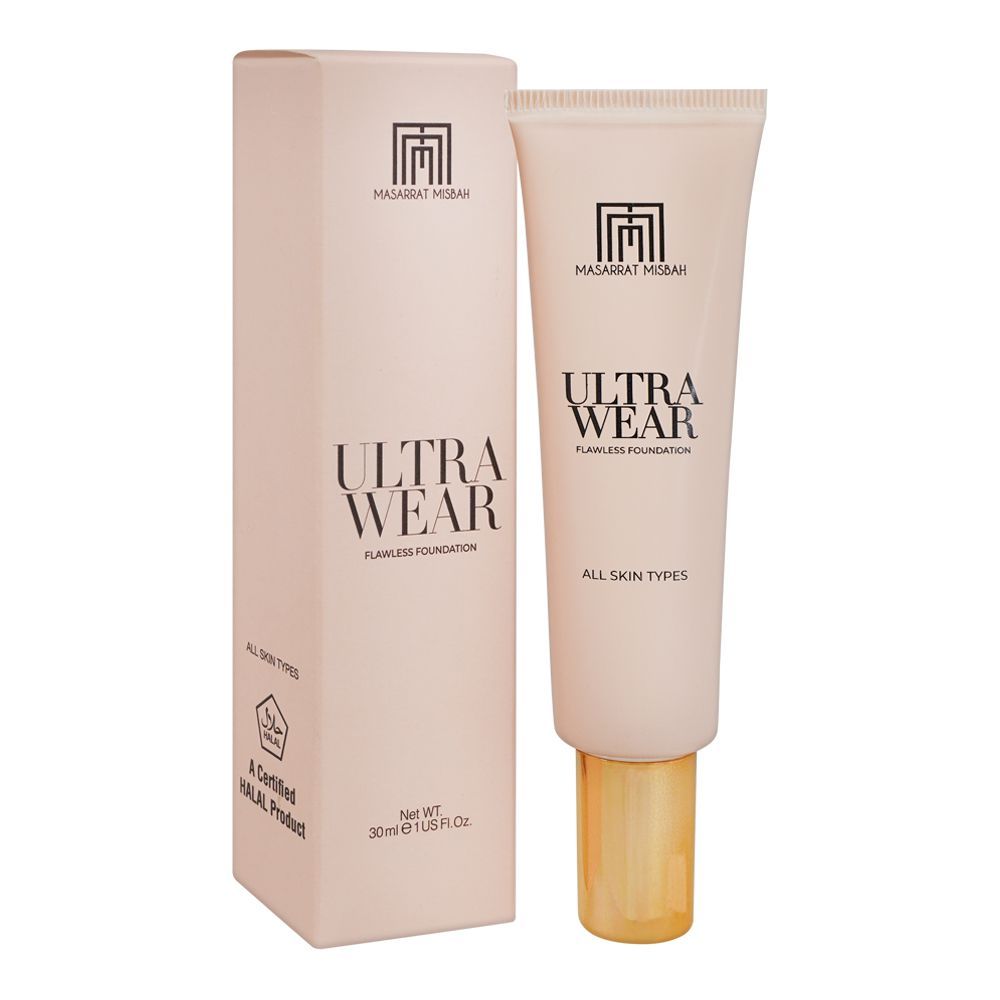 MASARRAT MISBAH
ULTRA
WEAR
FLAWLESS FOUNDATION
Net WT.
30 ml e 1 US Fl. Oz.
ALL SKIN TYPES
حلال
HALAL
A Certified
HALAL Product
MASARRAT MISBAH
ULTRA
WEAR
FLAWLESS FOUNDATION
ALL SKIN TYPES